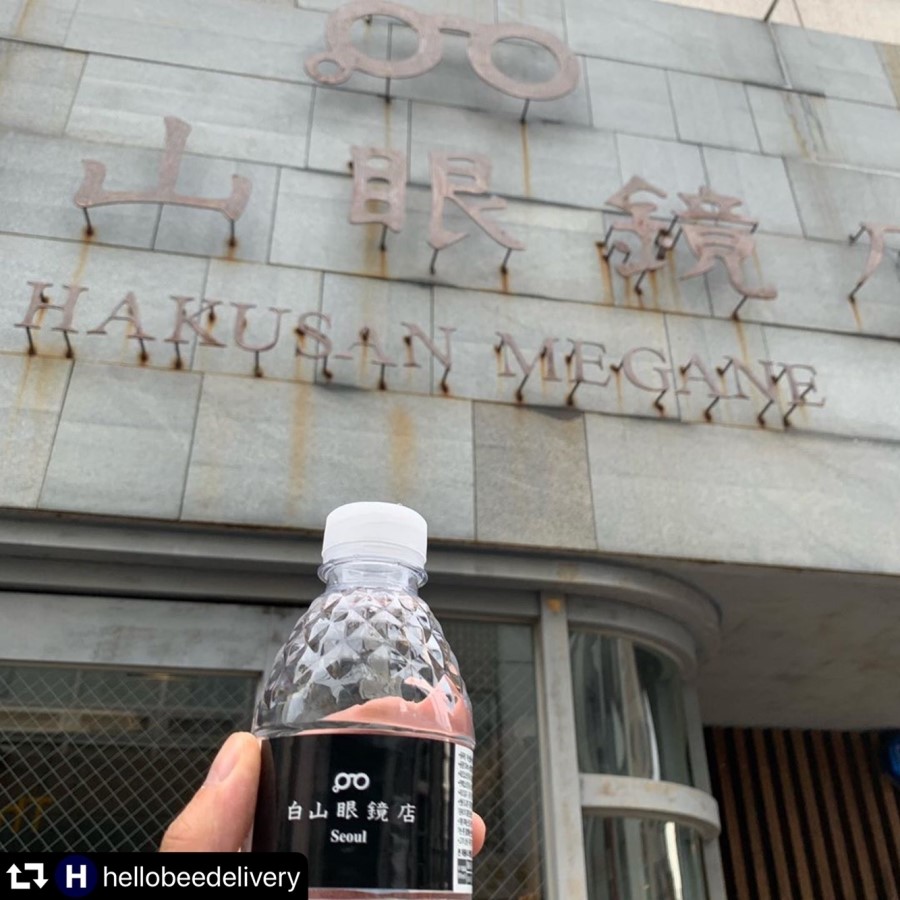 山眼鏡
HAKUSAN MEGANE
白山眼鏡店
Seoul
H hellobeedelivery